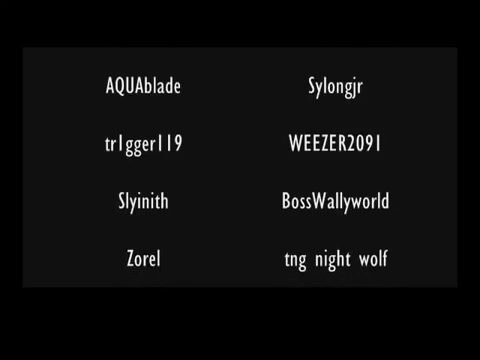 AQUAblade Sylongjr
tr1gger119 WEEZER2091
Slyinith BossWallyworld
Zorel tng night wolf